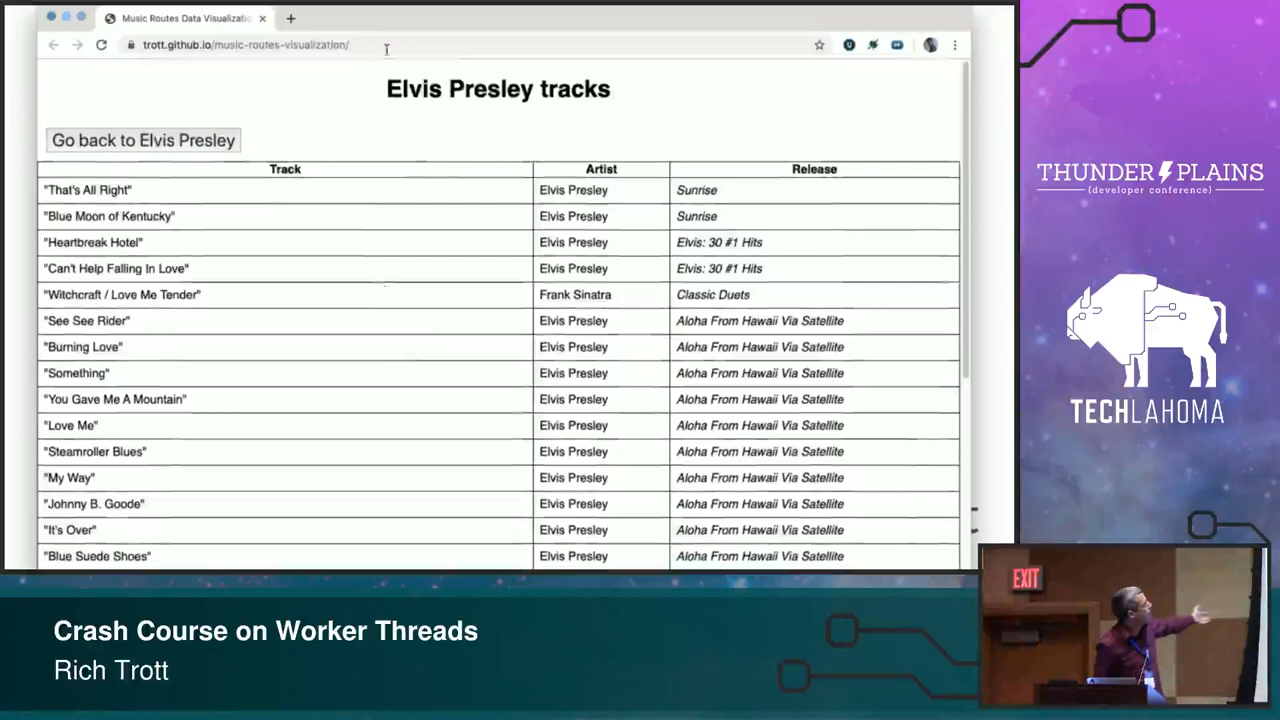 Music Routes Data Visualizatio
trott.github.io/music-routes-visualization/
Elvis Presley tracks
Go back to Elvis Presley
Track Artist Release
"That's All Right" Elvis Presley Sunrise
"Blue Moon of Kentucky" Elvis Presley Sunrise
"Heartbreak Hotel" Elvis Presley Elvis: 30 #1 Hits
"Can't Help Falling In Love" Elvis Presley Elvis: 30 #1 Hits
"Witchcraft / Love Me Tender" Frank Sinatra Classic Duets
"See See Rider" Elvis Presley Aloha From Hawaii Via Satellite
"Burning Love" Elvis Presley Aloha From Hawaii Via Satellite
"Something" Elvis Presley Aloha From Hawaii Via Satellite
"You Gave Me A Mountain" Elvis Presley Aloha From Hawaii Via Satellite
"Love Me" Elvis Presley Aloha From Hawaii Via Satellite
"Steamroller Blues" Elvis Presley Aloha From Hawaii Via Satellite
"My Way" Elvis Presley Aloha From Hawaii Via Satellite
"Johnny B. Goode" Elvis Presley Aloha From Hawaii Via Satellite
"It's Over" Elvis Presley Aloha From Hawaii Via Satellite
"Blue Suede Shoes" Elvis Presley Aloha From Hawaii Via Satellite
THUNDER PLAINS
{developer conference}
TECHLAHOMA
EXIT
Crash Course on Worker Threads
Rich Trott